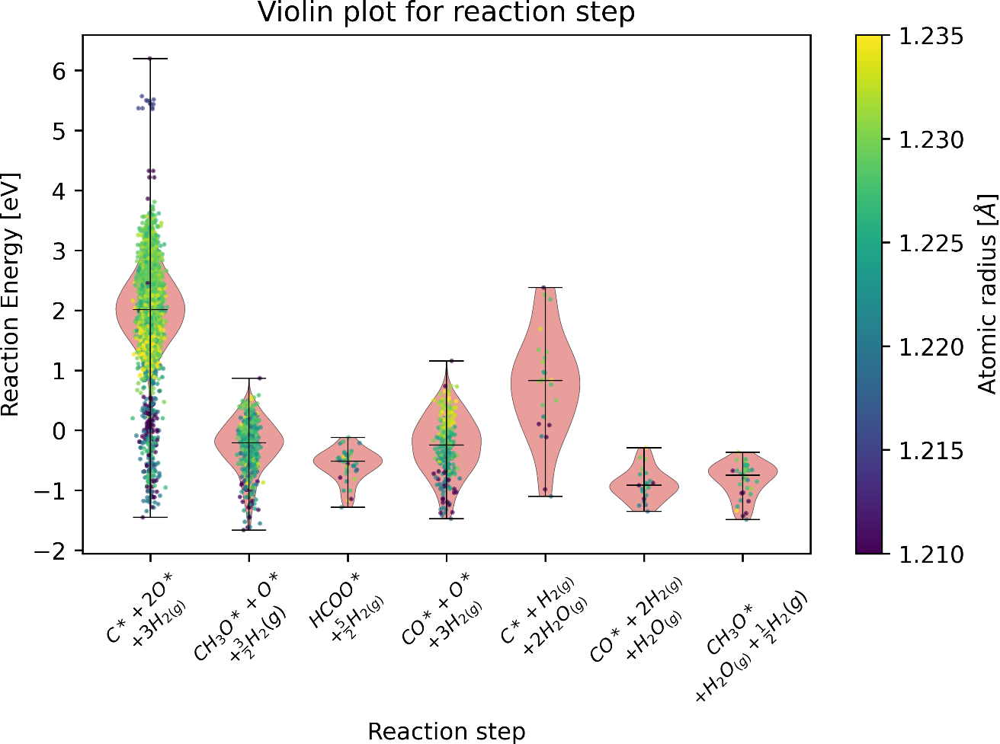 Violin plot for reaction step
Reaction Energy [eV]
6
5
4
3
2
1
0
−1
−2
C* + 2O*
+3H₂₍g₎
CH₃O* + O*
+3/2H₂(g)
HCOO*
+5/2H₂₍g₎
CO* + O*
+3H₂₍g₎
C* + H₂₍g₎
+2H₂O₍g₎
CO* + 2H₂₍g₎
+H₂O₍g₎
CH₃O*
+H₂O₍g₎ + 1/2H₂(g)
Reaction step
1.235
1.230
1.225
1.220
1.215
1.210
Atomic radius [Å]